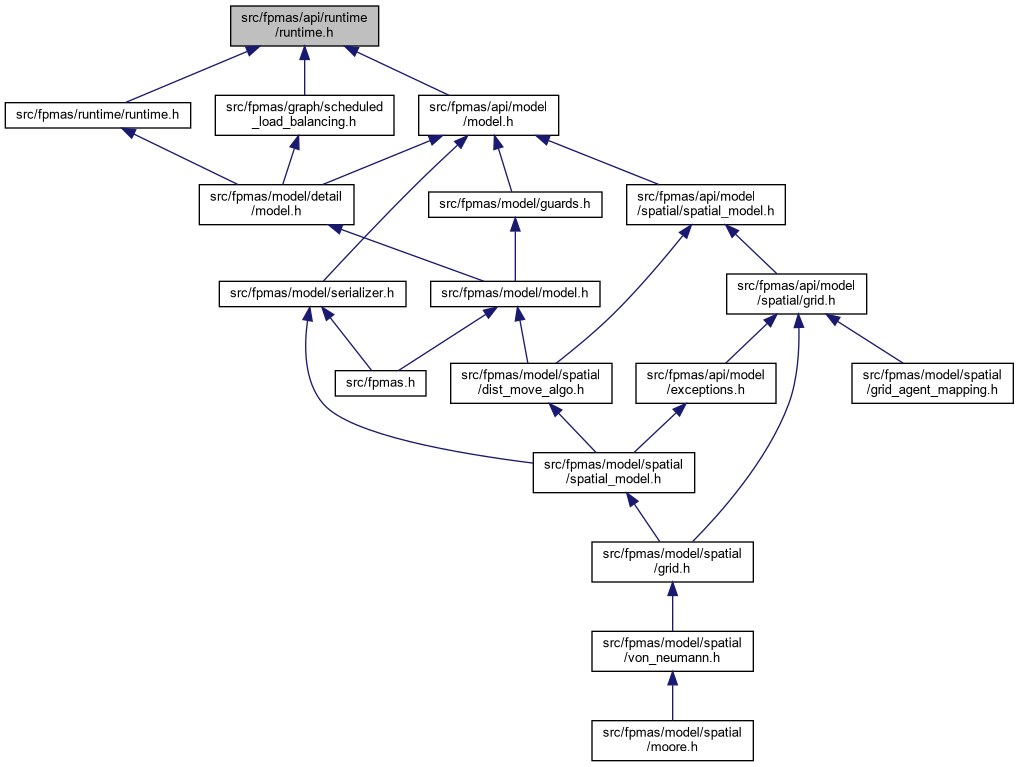 src/fpmas/api/runtime
/runtime.h
src/fpmas/runtime/runtime.h
src/fpmas/graph/scheduled
_load_balancing.h
src/fpmas/api/model
/model.h
src/fpmas/model/detail
/model.h
src/fpmas/model/guards.h
src/fpmas/api/model
/spatial/spatial_model.h
src/fpmas/model/serializer.h
src/fpmas/model/model.h
src/fpmas/api/model
/spatial/grid.h
src/fpmas.h
src/fpmas/model/spatial
/dist_move_algo.h
src/fpmas/api/model
/exceptions.h
src/fpmas/model/spatial
/grid_agent_mapping.h
src/fpmas/model/spatial
/spatial_model.h
src/fpmas/model/spatial
/grid.h
src/fpmas/model/spatial
/von_neumann.h
src/fpmas/model/spatial
/moore.h